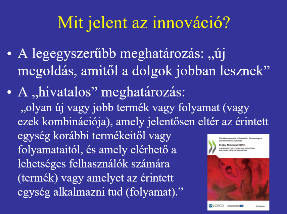 Mit jelent az innováció?
• A legegyszerűbb meghatározás: „új
megoldás, amitől a dolgok jobban lesznek”
• A „hivatalos” meghatározás:
„olyan új vagy jobb termék vagy folyamat (vagy
ezek kombinációja), amely jelentősen eltér az érintett
egység korábbi termékeitől vagy
folyamataitól, és amely elérhető a
lehetséges felhasználók számára
(termék) vagy amelyet az érintett
egység alkalmazni tud (folyamat).”